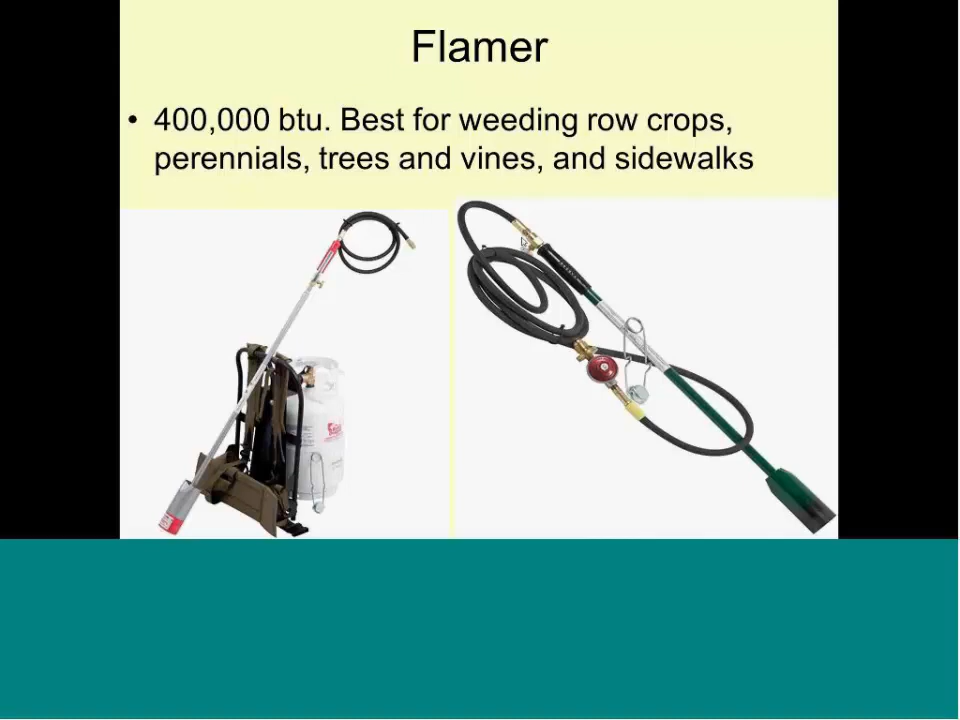 Flamer
• 400,000 btu. Best for weeding row crops,
perennials, trees and vines, and sidewalks